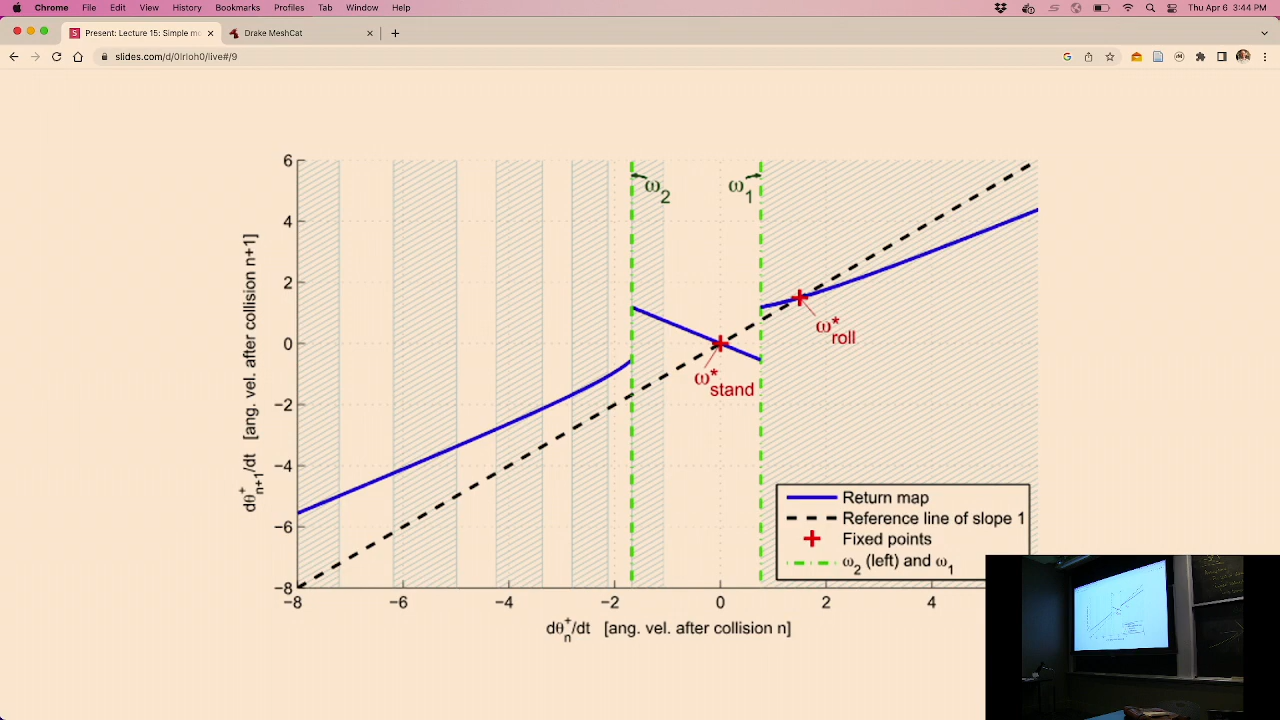 Chrome File Edit View History Bookmarks Profiles Tab Window Help Thu Apr 6 3:44 PM
Present: Lecture 15: Simple mo Drake MeshCat
slides.com/d/0lrloh0/live#/9
6
4
2
0
−2
−4
−6
−8
−8 −6 −4 −2 0 2 4
dθ+n+1/dt [ang. vel. after collision n+1]
dθ+n/dt [ang. vel. after collision n]
ω2
ω1
ω*roll
ω*stand
Return map
Reference line of slope 1
Fixed points
ω2 (left) and ω1